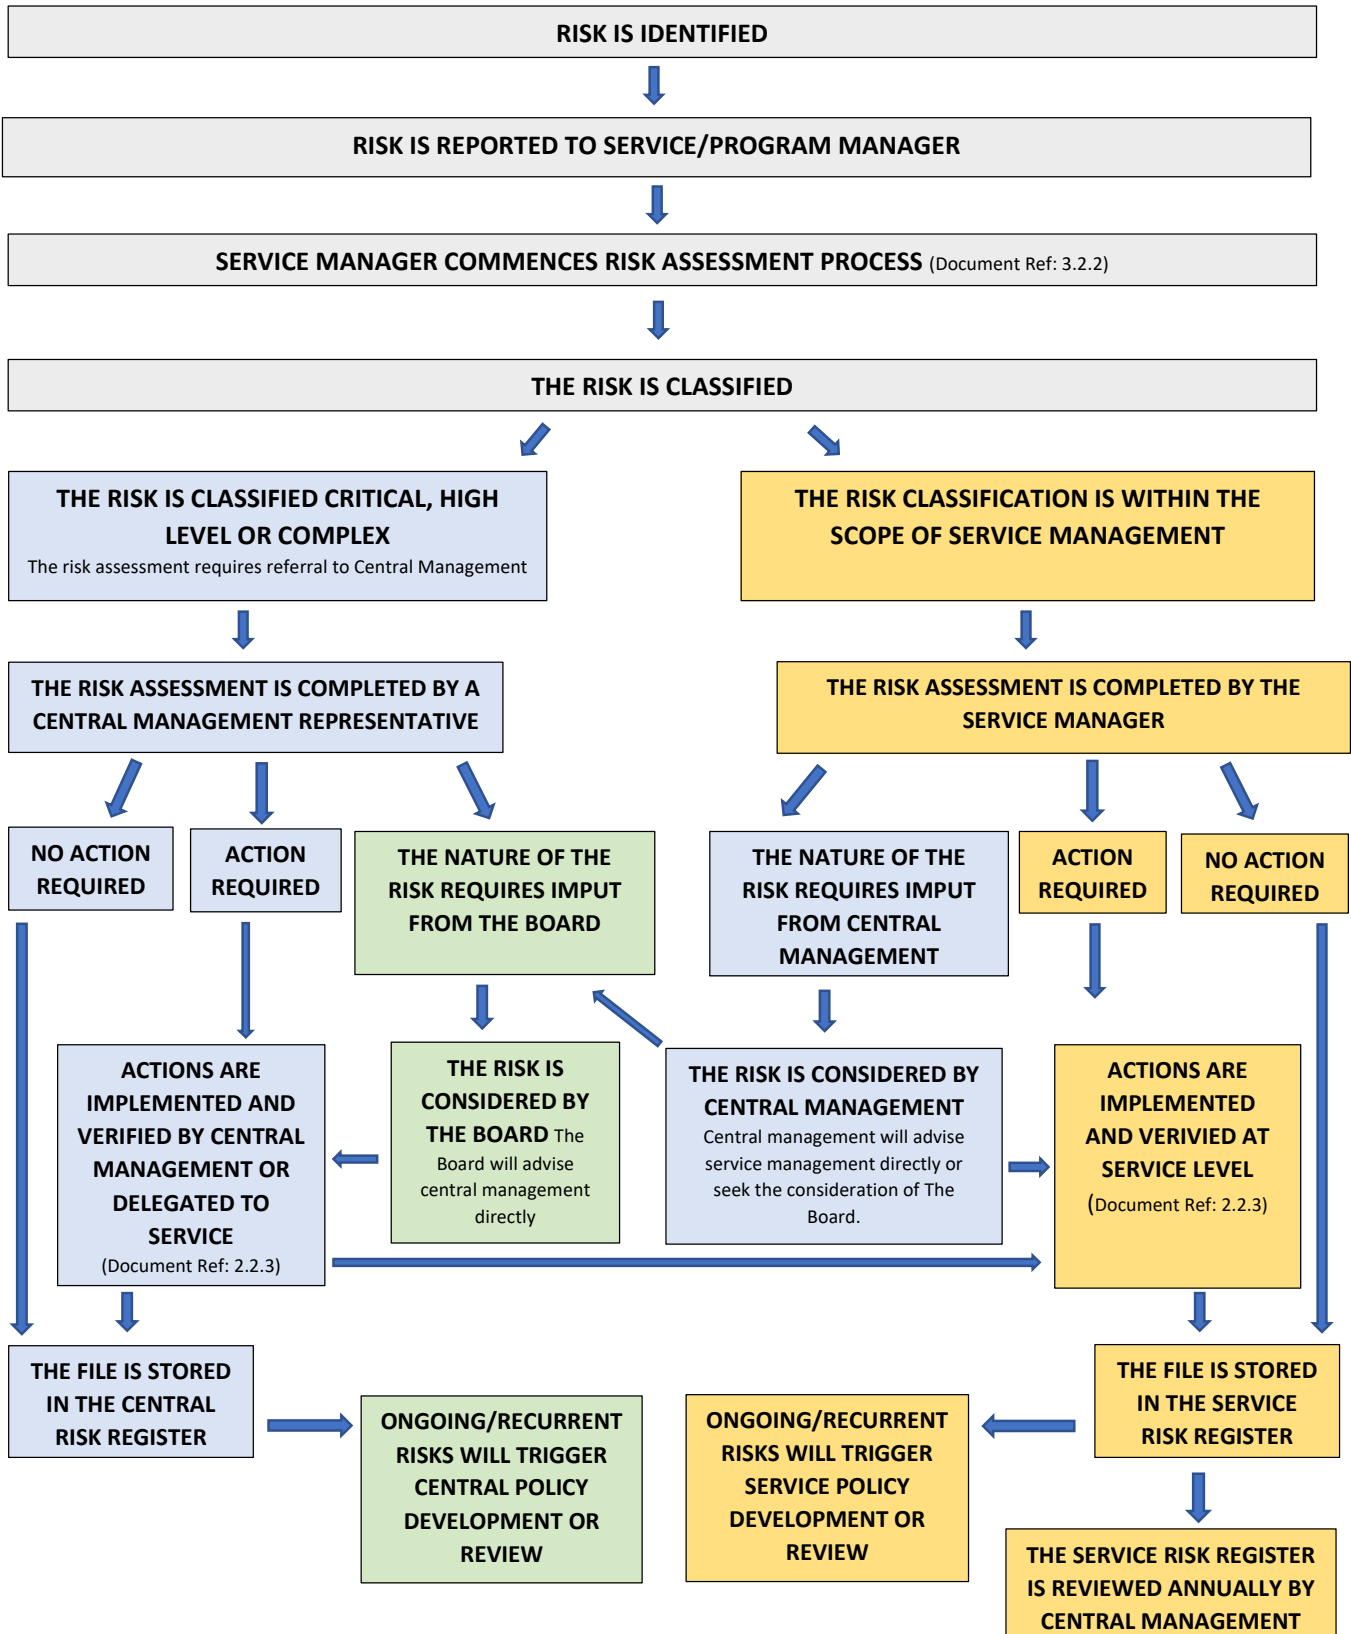 RISK IS IDENTIFIED
RISK IS REPORTED TO SERVICE/PROGRAM MANAGER
SERVICE MANAGER COMMENCES RISK ASSESSMENT PROCESS (Document Ref: 3.2.2)
THE RISK IS CLASSIFIED
THE RISK IS CLASSIFIED CRITICAL, HIGH
LEVEL OR COMPLEX
The risk assessment requires referral to Central Management
THE RISK CLASSIFICATION IS WITHIN THE
SCOPE OF SERVICE MANAGEMENT
THE RISK ASSESSMENT IS COMPLETED BY A
CENTRAL MANAGEMENT REPRESENTATIVE
THE RISK ASSESSMENT IS COMPLETED BY THE
SERVICE MANAGER
NO ACTION
REQUIRED
ACTION
REQUIRED
THE NATURE OF THE
RISK REQUIRES IMPUT
FROM THE BOARD
THE NATURE OF THE
RISK REQUIRES IMPUT
FROM CENTRAL
MANAGEMENT
ACTION
REQUIRED
NO ACTION
REQUIRED
ACTIONS ARE
IMPLEMENTED AND
VERIFIED BY CENTRAL
MANAGEMENT OR
DELEGATED TO
SERVICE
(Document Ref: 2.2.3)
THE RISK IS
CONSIDERED BY
THE BOARD The
Board will advise
central management
directly
THE RISK IS CONSIDERED BY
CENTRAL MANAGEMENT
Central management will advise
service management directly or
seek the consideration of The
Board.
ACTIONS ARE
IMPLEMENTED
AND VERIVIED AT
SERVICE LEVEL
(Document Ref: 2.2.3)
THE FILE IS STORED
IN THE CENTRAL
RISK REGISTER
ONGOING/RECURRENT
RISKS WILL TRIGGER
CENTRAL POLICY
DEVELOPMENT OR
REVIEW
ONGOING/RECURRENT
RISKS WILL TRIGGER
SERVICE POLICY
DEVELOPMENT OR
REVIEW
THE FILE IS STORED
IN THE SERVICE
RISK REGISTER
THE SERVICE RISK REGISTER
IS REVIEWED ANNUALLY BY
CENTRAL MANAGEMENT